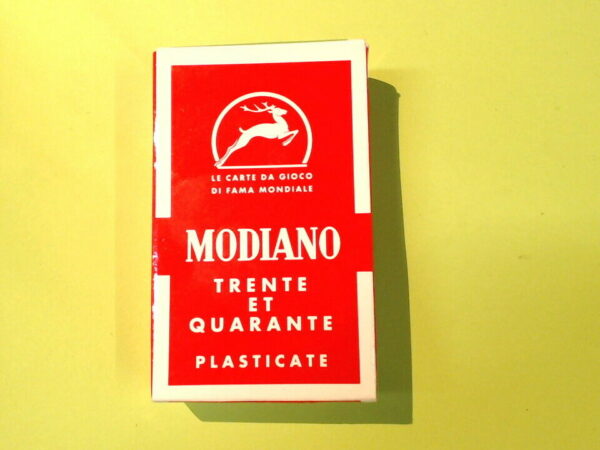 LE CARTE DA GIOCO
DI FAMA MONDIALE
MODIANO
TRENTE
ET
QUARANTE
PLASTICATE